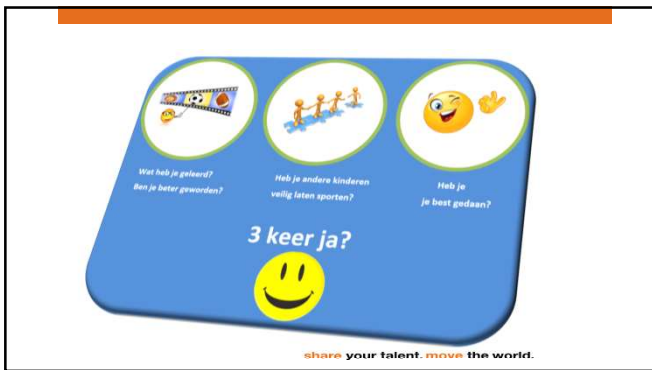 Wat heb je geleerd?
Ben je beter geworden?
Heb je andere kinderen
veilig laten sporten?
Heb je
je best gedaan?
3 keer ja?
share your talent. move the world.